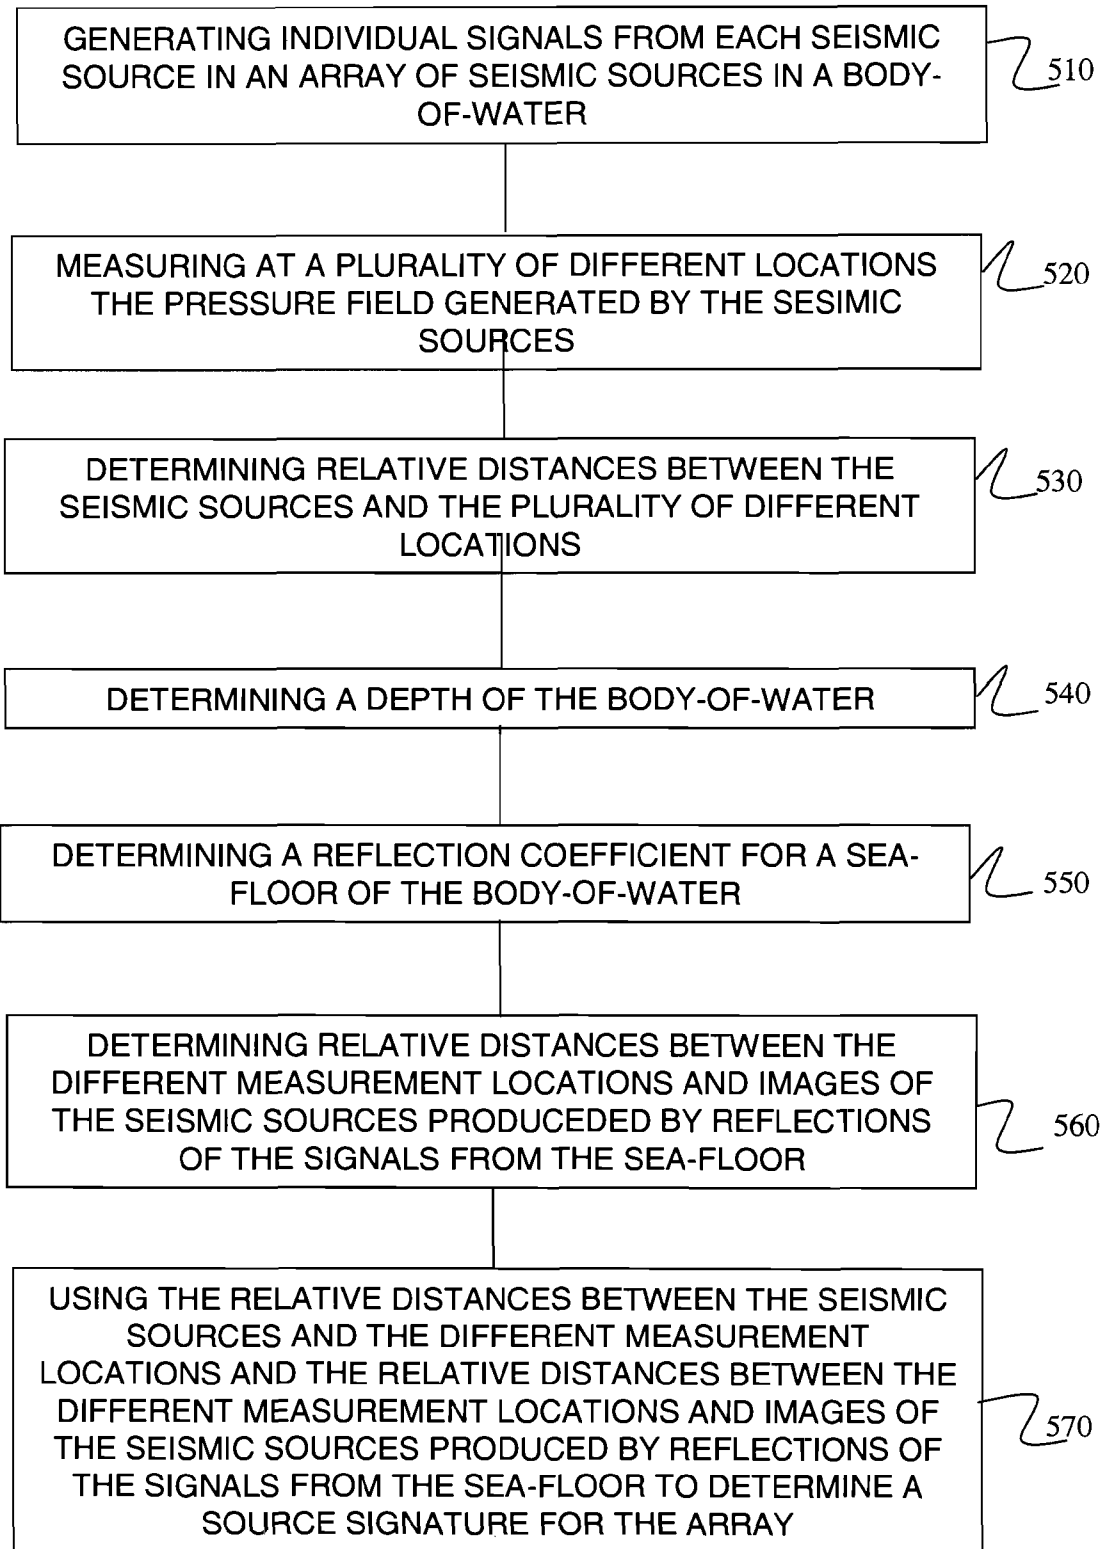 GENERATING INDIVIDUAL SIGNALS FROM EACH SEISMIC
SOURCE IN AN ARRAY OF SEISMIC SOURCES IN A BODY-
OF-WATER
510
MEASURING AT A PLURALITY OF DIFFERENT LOCATIONS
THE PRESSURE FIELD GENERATED BY THE SESIMIC
SOURCES
520
DETERMINING RELATIVE DISTANCES BETWEEN THE
SEISMIC SOURCES AND THE PLURALITY OF DIFFERENT
LOCATIONS
530
DETERMINING A DEPTH OF THE BODY-OF-WATER
540
DETERMINING A REFLECTION COEFFICIENT FOR A SEA-
FLOOR OF THE BODY-OF-WATER
550
DETERMINING RELATIVE DISTANCES BETWEEN THE
DIFFERENT MEASUREMENT LOCATIONS AND IMAGES OF
THE SEISMIC SOURCES PRODUCEDED BY REFLECTIONS
OF THE SIGNALS FROM THE SEA-FLOOR
560
USING THE RELATIVE DISTANCES BETWEEN THE SEISMIC
SOURCES AND THE DIFFERENT MEASUREMENT
LOCATIONS AND THE RELATIVE DISTANCES BETWEEN THE
DIFFERENT MEASUREMENT LOCATIONS AND IMAGES OF
THE SEISMIC SOURCES PRODUCED BY REFLECTIONS OF
THE SIGNALS FROM THE SEA-FLOOR TO DETERMINE A
SOURCE SIGNATURE FOR THE ARRAY
570